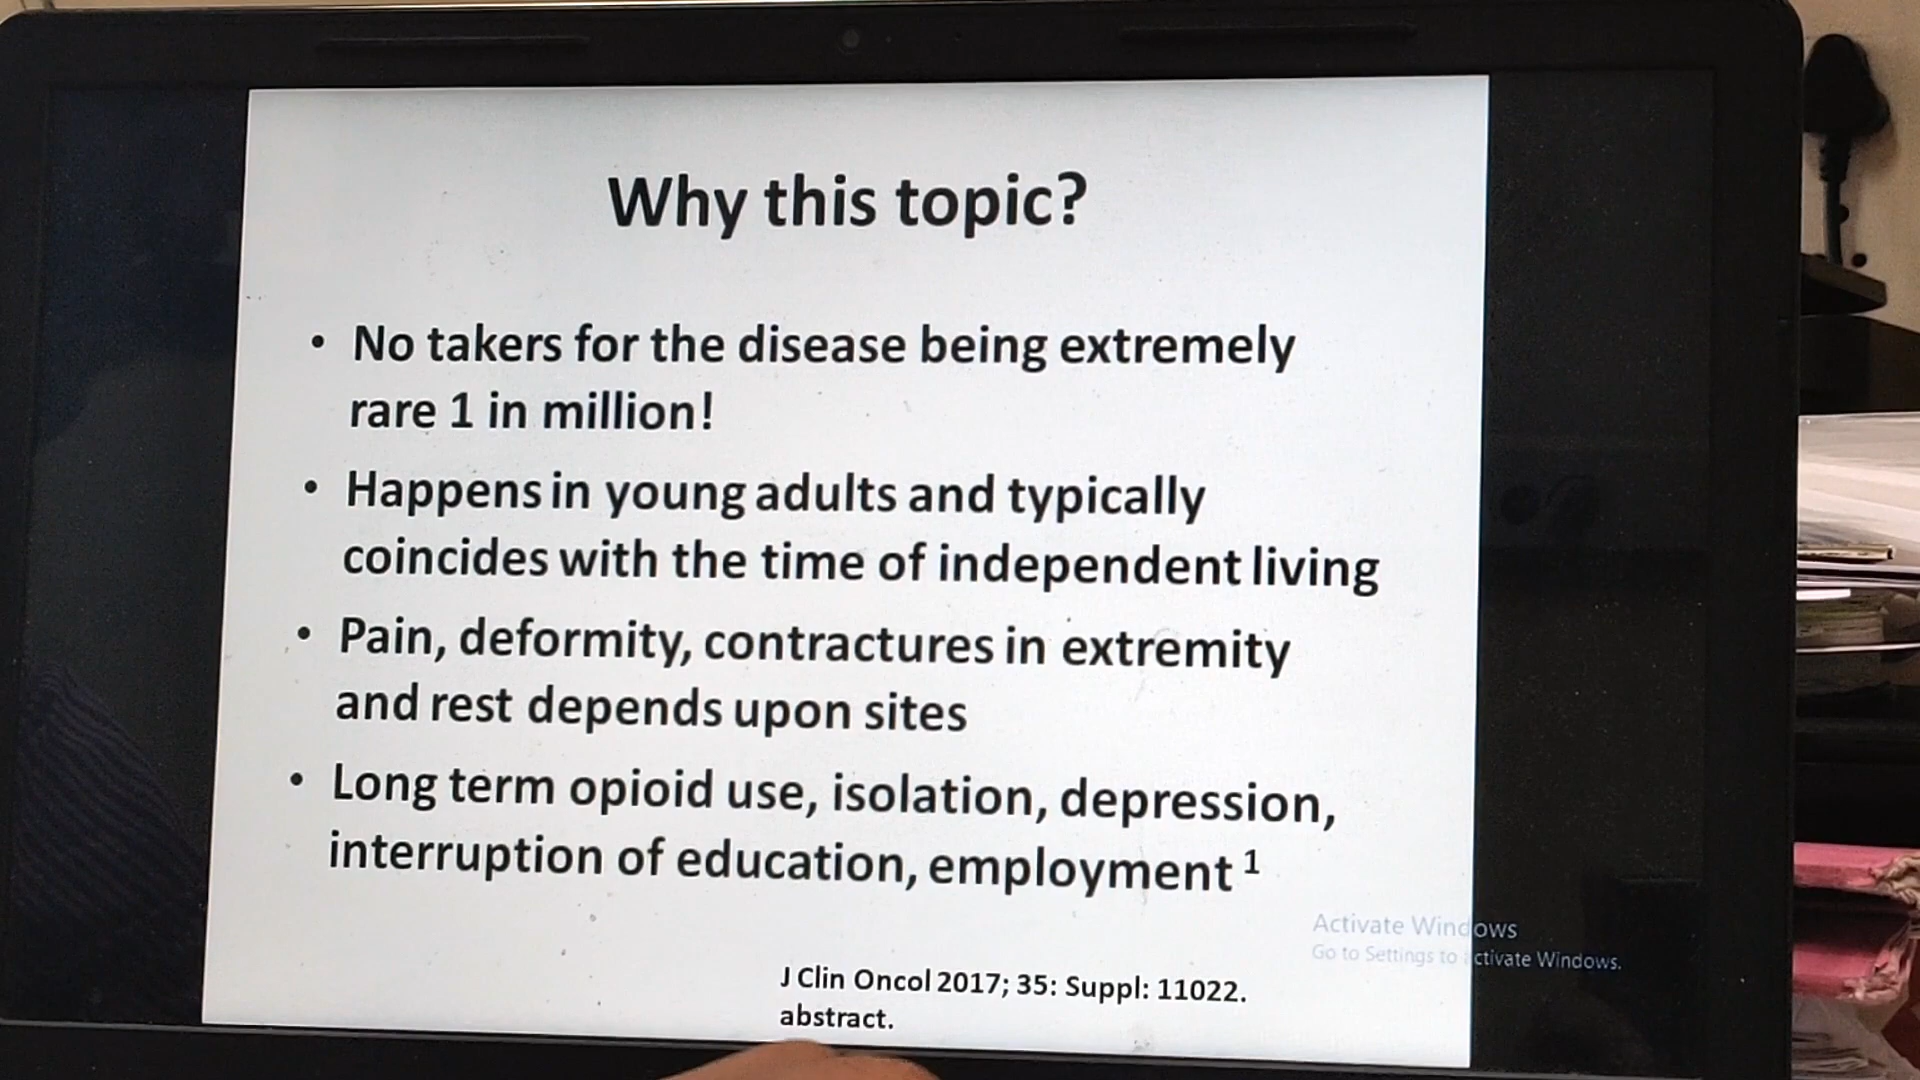 Why this topic?
• No takers for the disease being extremely
rare 1 in million!
• Happens in young adults and typically
coincides with the time of independent living
• Pain, deformity, contractures in extremity
and rest depends upon sites
• Long term opioid use, isolation, depression,
interruption of education, employment 1
Activate Windows
Go to Settings to activate Windows.
J Clin Oncol 2017; 35: Suppl: 11022.
abstract.